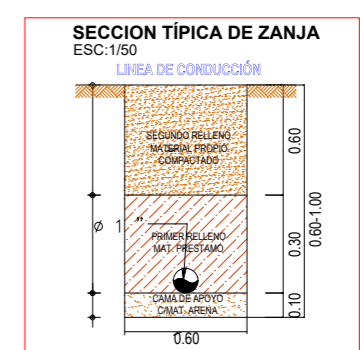 SECCION TÍPICA DE ZANJA
ESC:1/50
LINEA DE CONDUCCIÓN
SEGUNDO RELLENO
MATERIAL PROPIO
COMPACTADO
0.60
0.60-1.00
Ø 1 "
PRIMER RELLENO
MAT. PRESTAMO
0.30
CAMA DE APOYO
C/MAT. ARENA
0.10
0.60